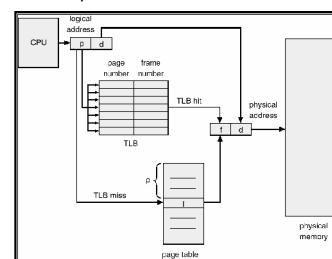 logical
address
CPU
p d
page frame
number number
TLB hit
physical
address
f d
TLB
p
TLB miss
f
physical
memory
page table